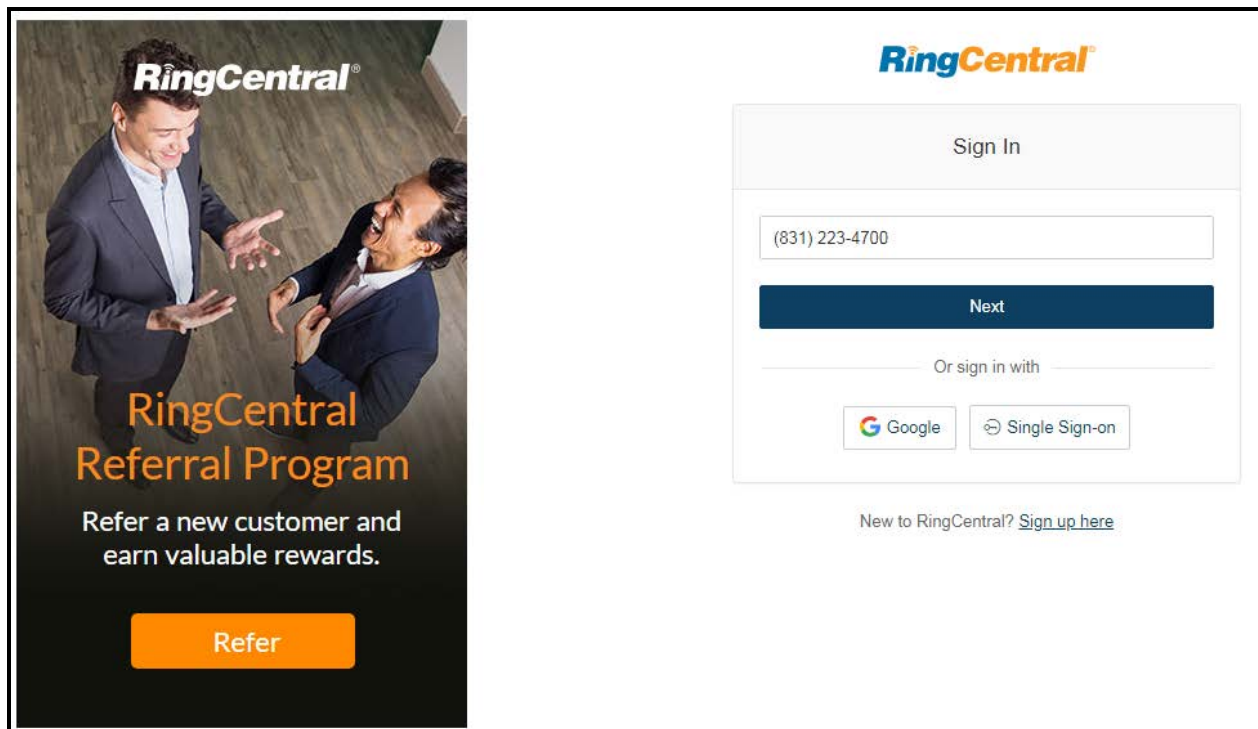 RingCentral®
RingCentral
Referral Program
Refer a new customer and
earn valuable rewards.
Refer
RingCentral®
Sign In
(831) 223-4700
Next
Or sign in with
Google
Single Sign-on
New to RingCentral? Sign up here